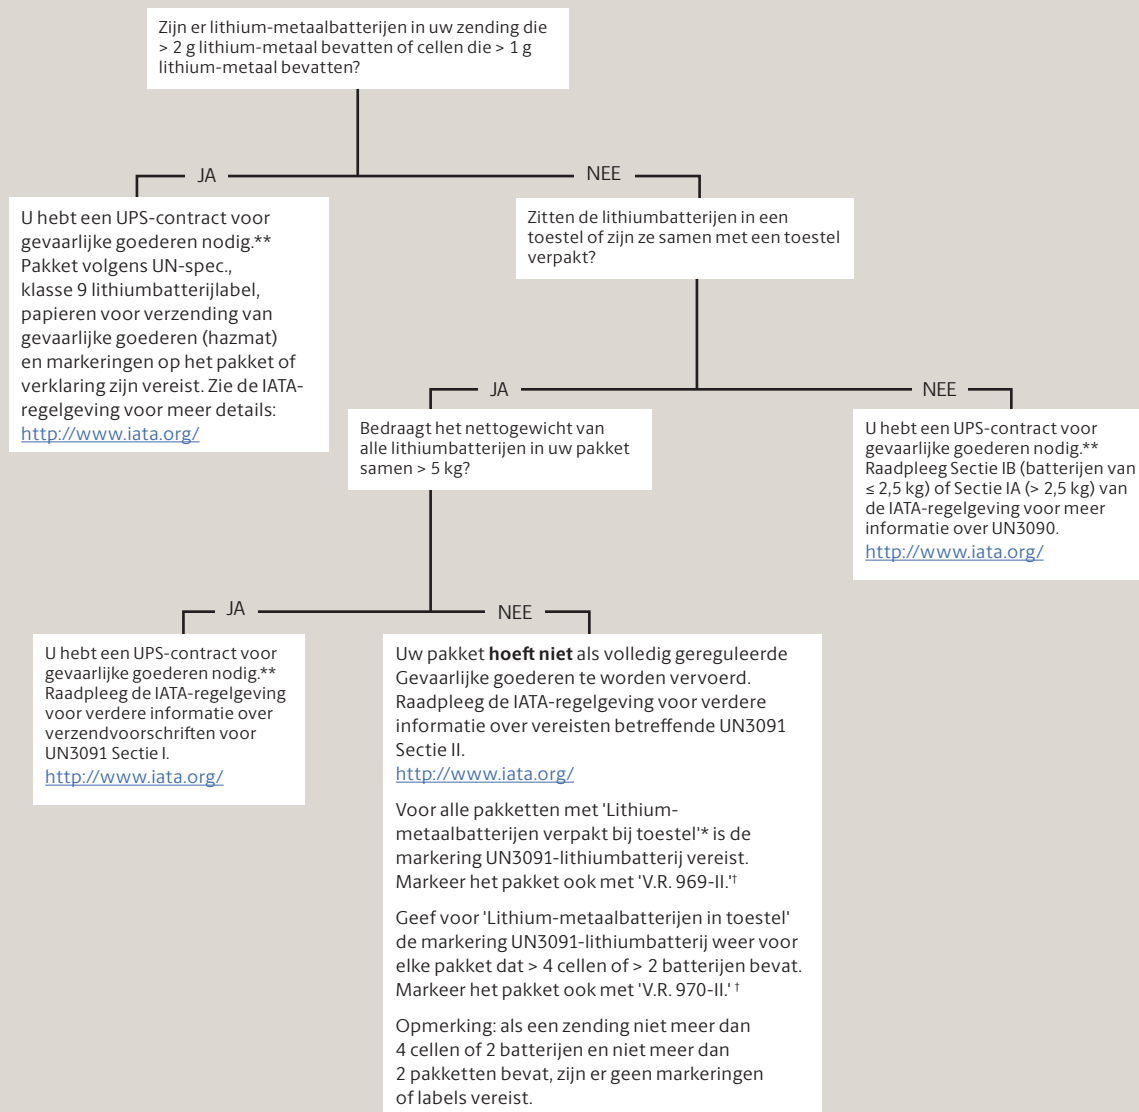 Zijn er lithium-metaalbatterijen in uw zending die
> 2 g lithium-metaal bevatten of cellen die > 1 g
lithium-metaal bevatten?
JA
NEE
U hebt een UPS-contract voor
gevaarlijke goederen nodig.**
Pakket volgens UN-spec.,
klasse 9 lithiumbatterijlabel,
papieren voor verzending van
gevaarlijke goederen (hazmat)
en markeringen op het pakket of
verklaring zijn vereist. Zie de IATA-
regelgeving voor meer details:
http://www.iata.org/
Zitten de lithiumbatterijen in een
toestel of zijn ze samen met een toestel
verpakt?
JA
NEE
Bedraagt het nettogewicht van
alle lithiumbatterijen in uw pakket
samen > 5 kg?
U hebt een UPS-contract voor
gevaarlijke goederen nodig.**
Raadpleeg Sectie IB (batterijen van
≤ 2,5 kg) of Sectie IA (> 2,5 kg) van
de IATA-regelgeving voor meer
informatie over UN3090.
http://www.iata.org/
JA
NEE
U hebt een UPS-contract voor
gevaarlijke goederen nodig.**
Raadpleeg de IATA-regelgeving
voor verdere informatie over
verzendvoorschriften voor
UN3091 Sectie I.
http://www.iata.org/
Uw pakket hoeft niet als volledig gereguleerde
Gevaarlijke goederen te worden vervoerd.
Raadpleeg de IATA-regelgeving voor verdere
informatie over vereisten betreffende UN3091
Sectie II.
http://www.iata.org/
Voor alle pakketten met 'Lithium-
metaalbatterijen verpakt bij toestel'* is de
markering UN3091-lithiumbatterij vereist.
Markeer het pakket ook met 'V.R. 969-II.'†
Geef voor 'Lithium-metaalbatterijen in toestel'
de markering UN3091-lithiumbatterij weer voor
elke pakket dat > 4 cellen of > 2 batterijen bevat.
Markeer het pakket ook met 'V.R. 970-II.' †
Opmerking: als een zending niet meer dan
4 cellen of 2 batterijen en niet meer dan
2 pakketten bevat, zijn er geen markeringen
of labels vereist.